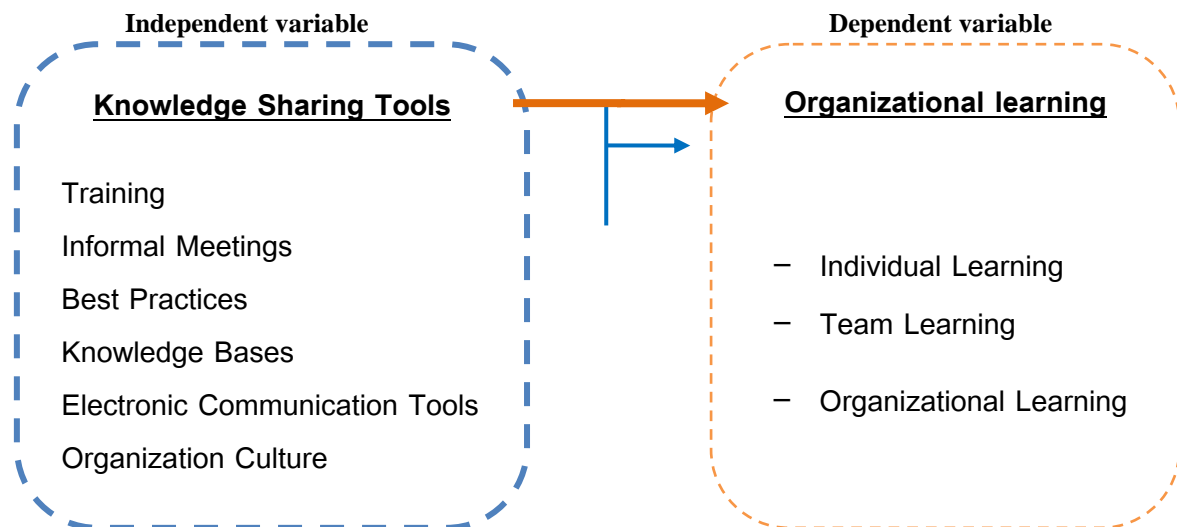 Independent variable
Dependent variable
Knowledge Sharing Tools
Training
Informal Meetings
Best Practices
Knowledge Bases
Electronic Communication Tools
Organization Culture
Organizational learning
– Individual Learning
– Team Learning
– Organizational Learning